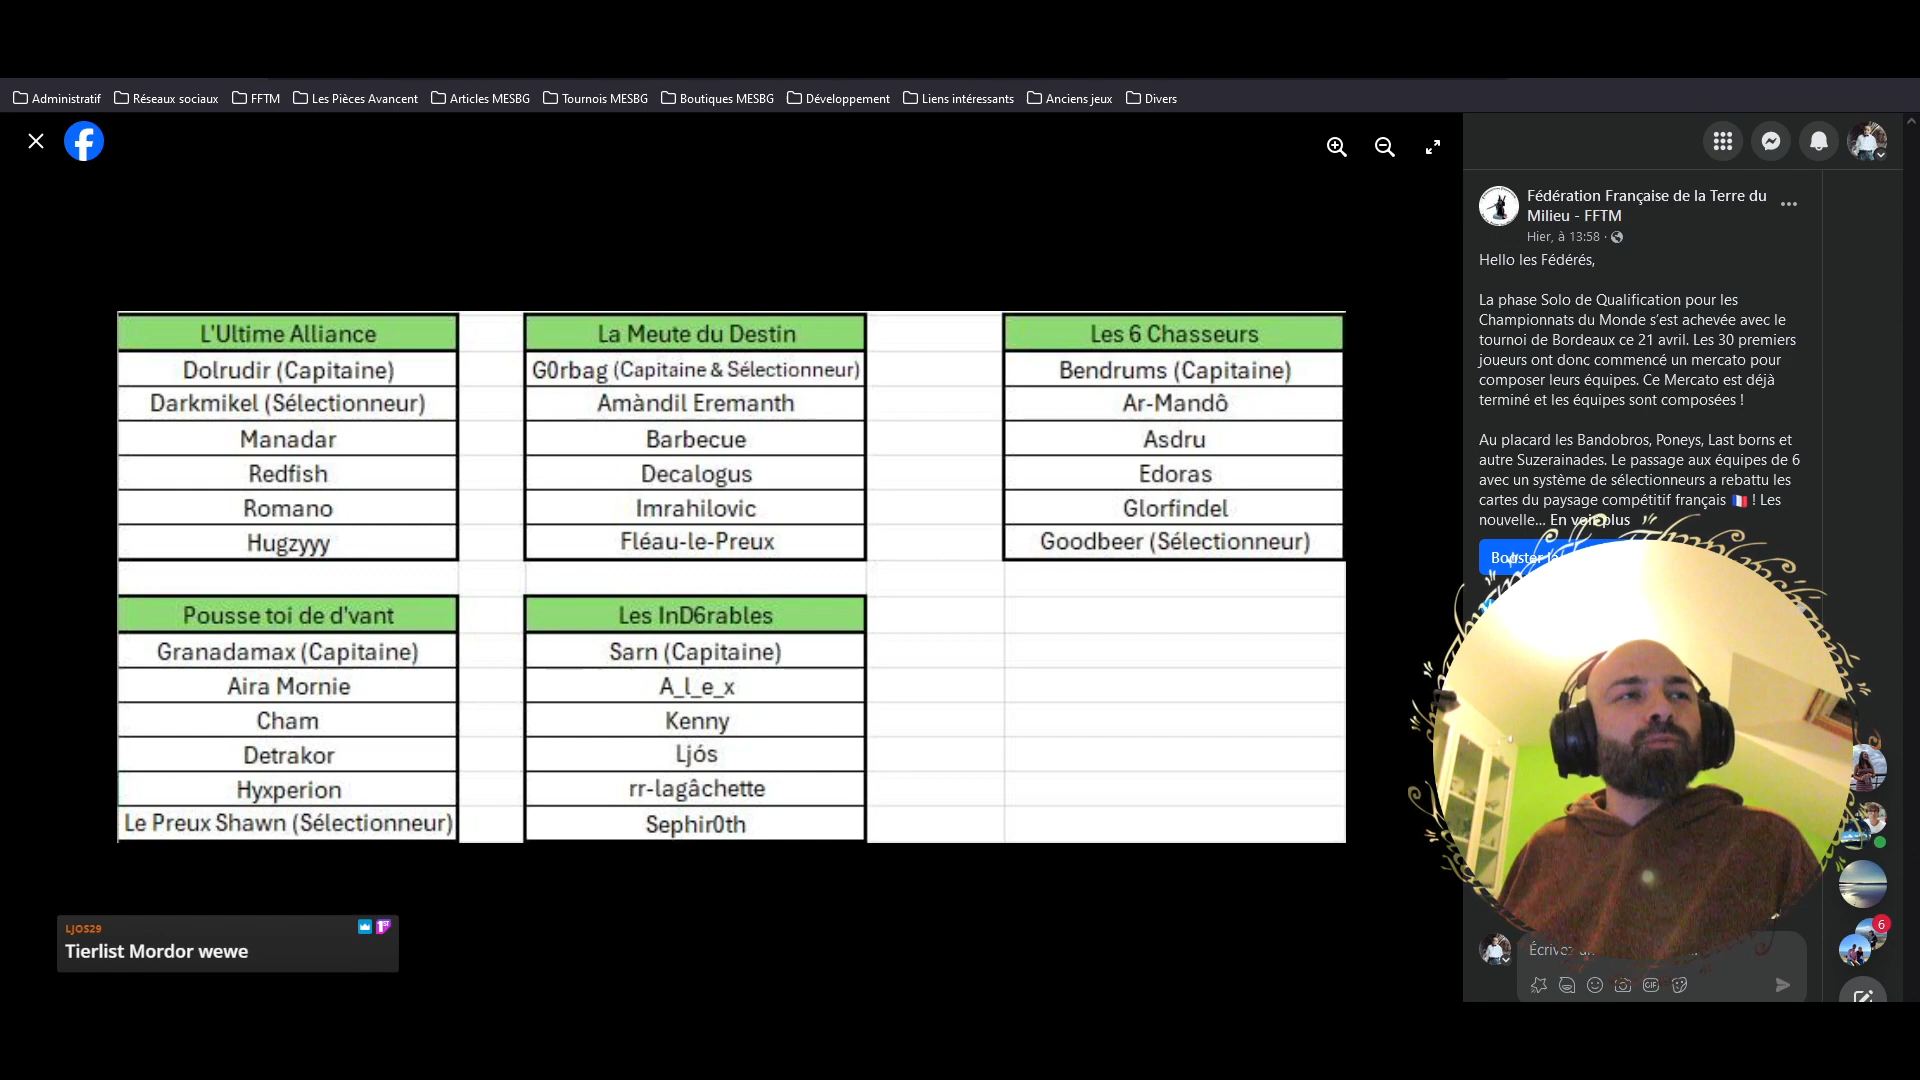 Administratif
Réseaux sociaux
FFTM
Les Pièces Avancent
Articles MESBG
Tournois MESBG
Boutiques MESBG
Développement
Liens intéressants
Anciens jeux
Divers
L'Ultime Alliance
Dolrudir (Capitaine)
Darkmikel (Sélectionneur)
Manadar
Redfish
Romano
Hugzyyy
La Meute du Destin
G0rbag (Capitaine & Sélectionneur)
Amàndil Eremanth
Barbecue
Decalogus
Imrahilovic
Fléau-le-Preux
Les 6 Chasseurs
Bendrums (Capitaine)
Ar-Mandô
Asdru
Edoras
Glorfindel
Goodbeer (Sélectionneur)
Pousse toi de d'vant
Granadamax (Capitaine)
Aira Mornie
Cham
Detrakor
Hyxperion
Le Preux Shawn (Sélectionneur)
Les InD6rables
Sarn (Capitaine)
A_l_e_x
Kenny
Ljós
rr-lagâchette
Sephir0th
LJOS29
Tierlist Mordor wewe
Fédération Française de la Terre du
Milieu - FFTM
Hier, à 13:58 ·
Hello les Fédérés,
La phase Solo de Qualification pour les
Championnats du Monde s’est achevée avec le
tournoi de Bordeaux ce 21 avril. Les 30 premiers
joueurs ont donc commencé un mercato pour
composer leurs équipes. Ce Mercato est déjà
terminé et les équipes sont composées !
Au placard les Bandobros, Poneys, Last borns et
autre Suzerainades. Le passage aux équipes de 6
avec un système de sélectionneurs a rebattu les
cartes du paysage compétitif français 🇫🇷 ! Les
nouvelle... En voir plus
Booster
6
Écrivez
GIF